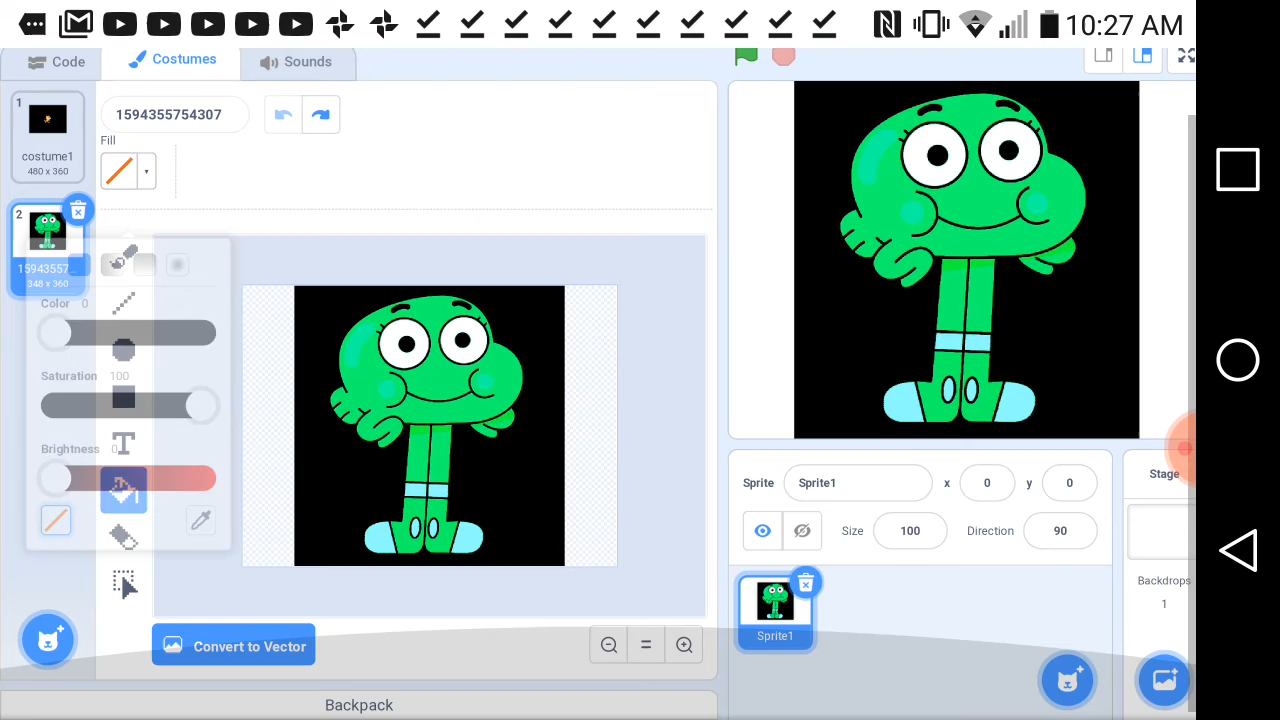 10:27 AM
Code
Costumes
Sounds
1
costume1
480 x 360
1594355754307
Fill
2
15943557...
348 x 360
Color 0
Saturation 100
Brightness 0
T
Convert to Vector
Backpack
Sprite
Sprite1
x
0
y
0
Size
100
Direction
90
Sprite1
Stage
Backdrops
1